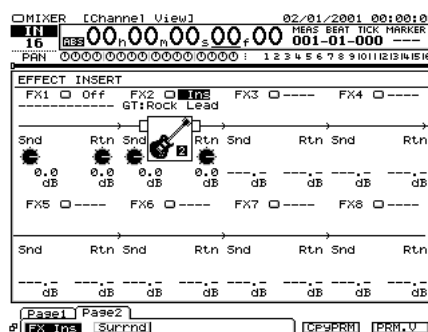 MIXER [Channel View] 02/01/2001 00:00:0
IN 16 ABS 00h00m00s00f00 MEAS BEAT TICK MARKER
001-01-000 ---
PAN 1 2 3 4 5 6 7 8 9 10 11 12 13 14 15 16
EFFECT INSERT
FX1 Off FX2 Ins FX3 ---- FX4 ----
-------------- GT:Rock Lead
2
Snd Rtn Snd Rtn Snd Rtn Snd Rtn
0.0 0.0 0.0 0.0 ---.- ---.- ---.- ---.-
dB dB dB dB dB dB dB dB
FX5 ---- FX6 ---- FX7 ---- FX8 ----
Snd Rtn Snd Rtn Snd Rtn Snd Rtn
---.- ---.- ---.- ---.- ---.- ---.- ---.- ---.-
dB dB dB dB dB dB dB dB
Page1 Page2
FX Ins Surrnd CpyPRM PRM.V